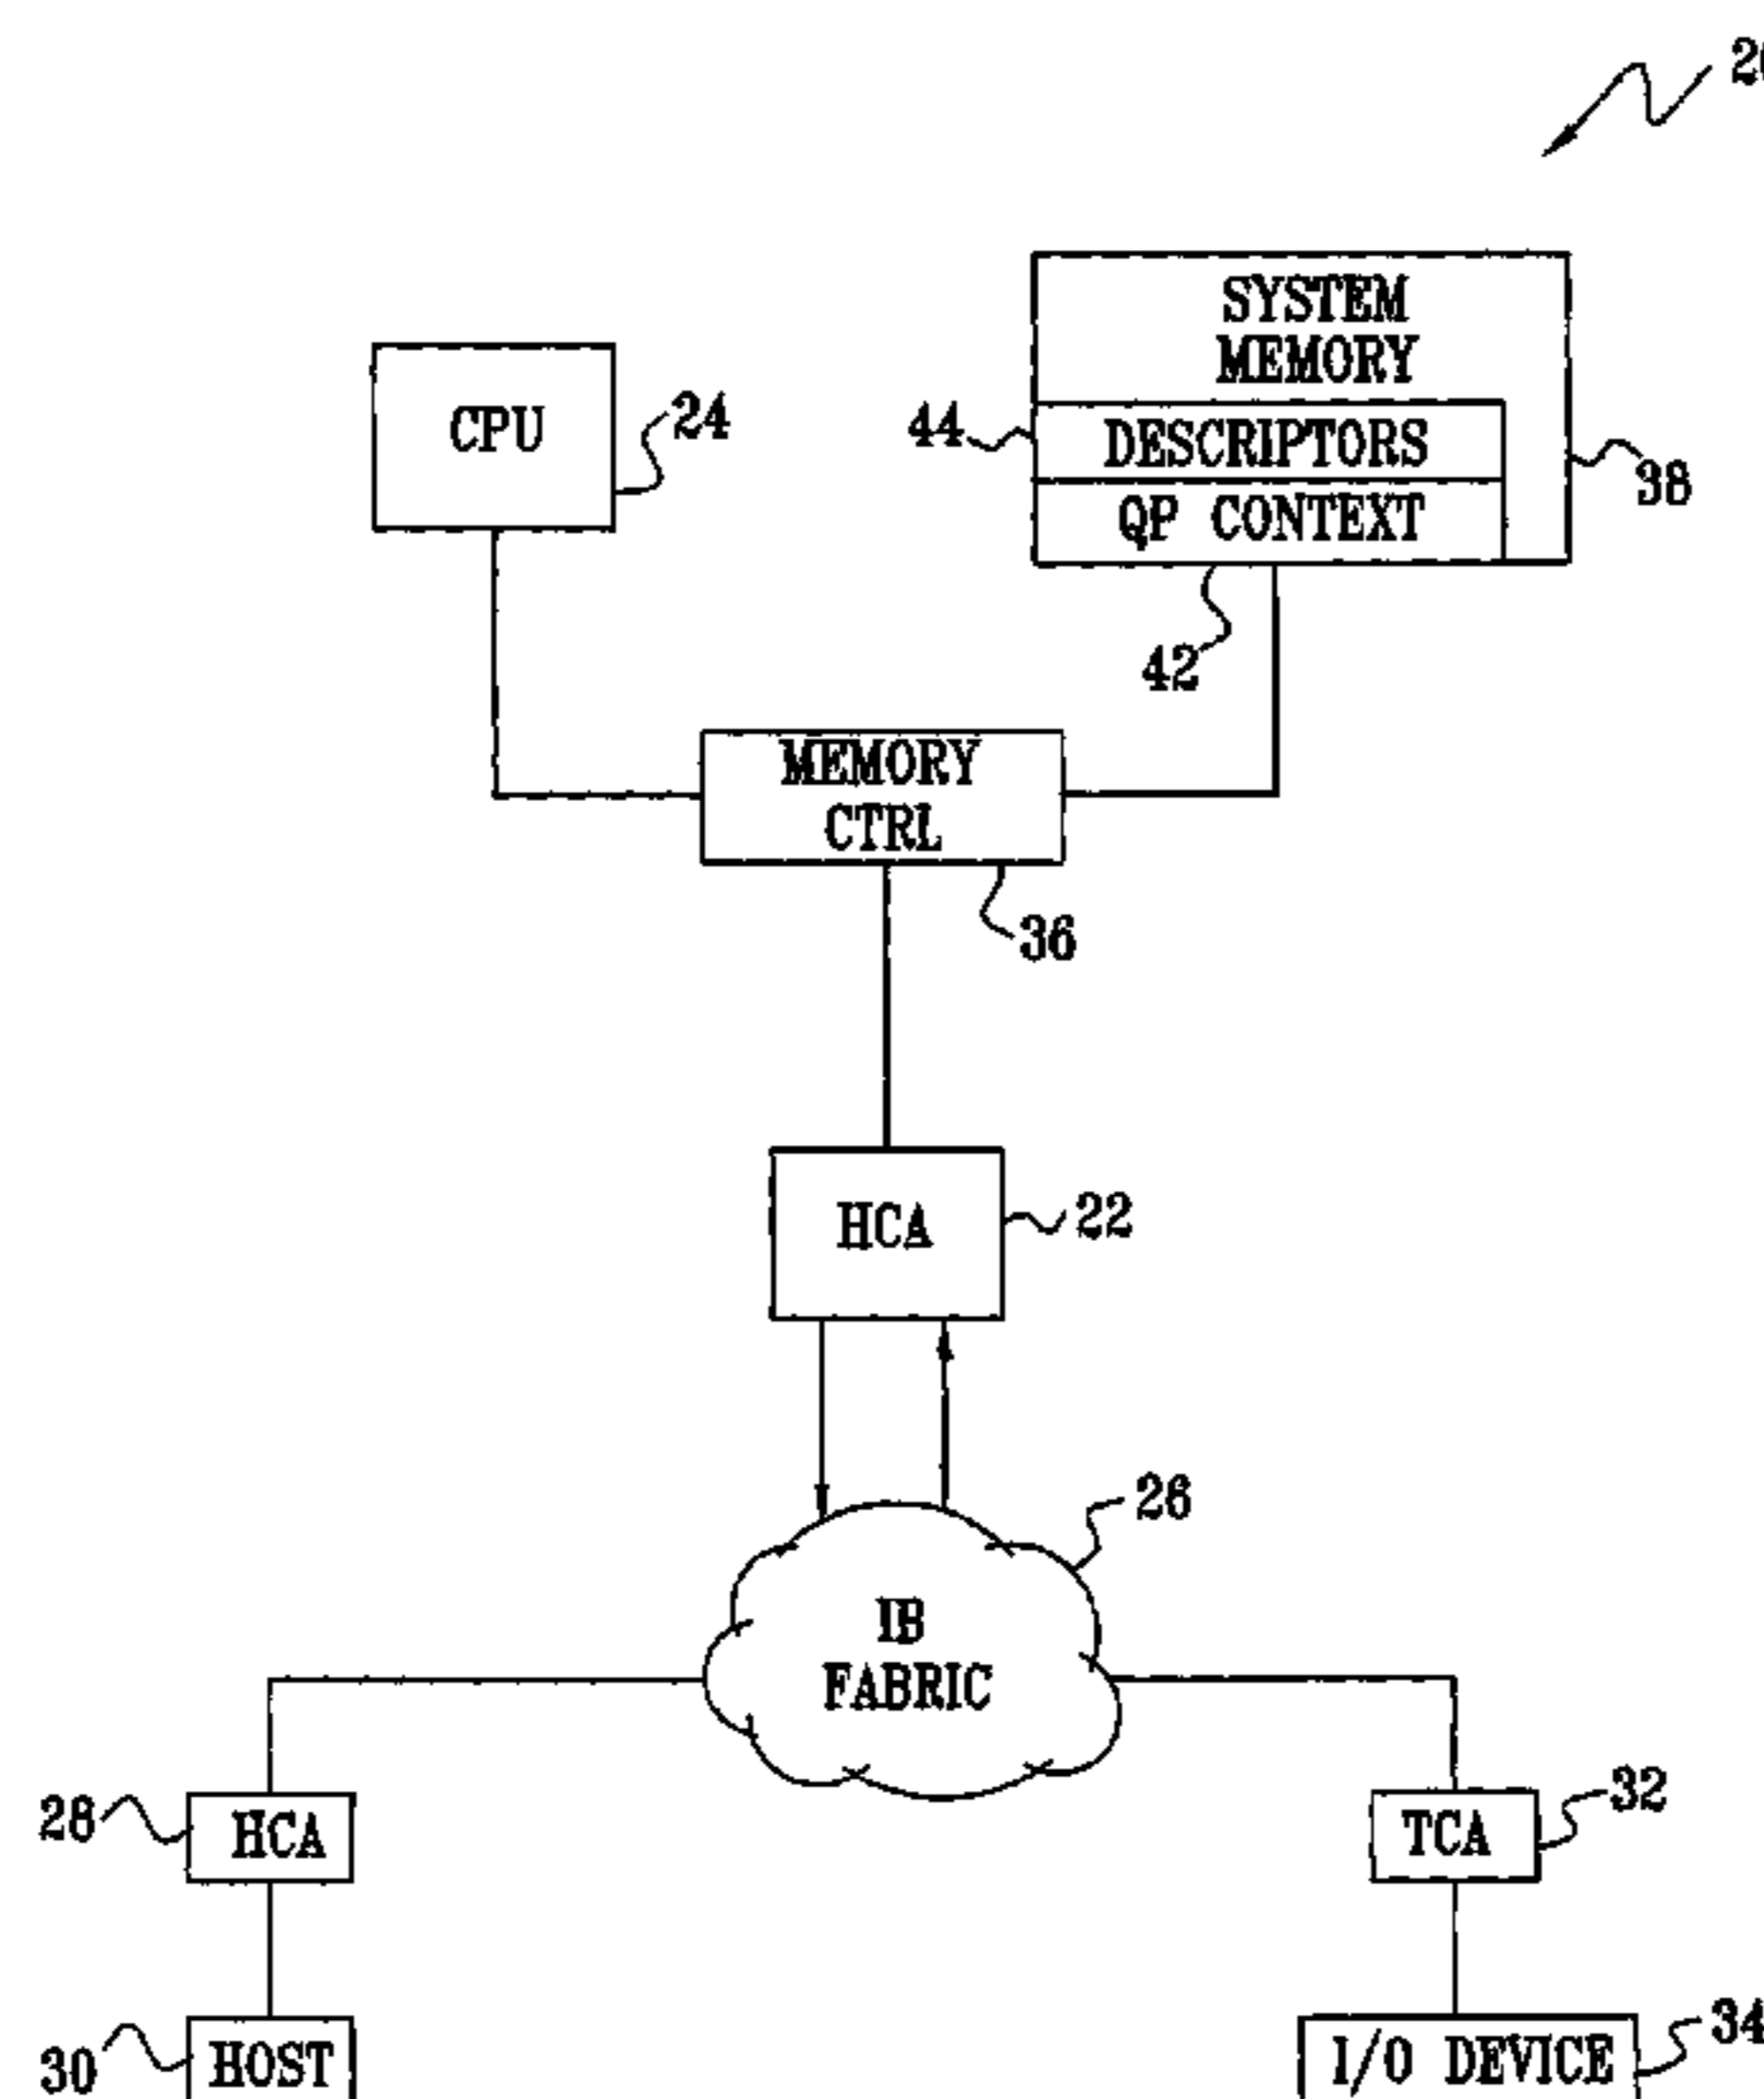 SYSTEM
MEMORY
CPU
24
44
DESCRIPTORS
38
QP CONTEXT
42
MEMORY
CTRL
36
HCA
22
26
IB
FABRIC
28
HCA
TCA
32
30
HOST
I/O DEVICE
34